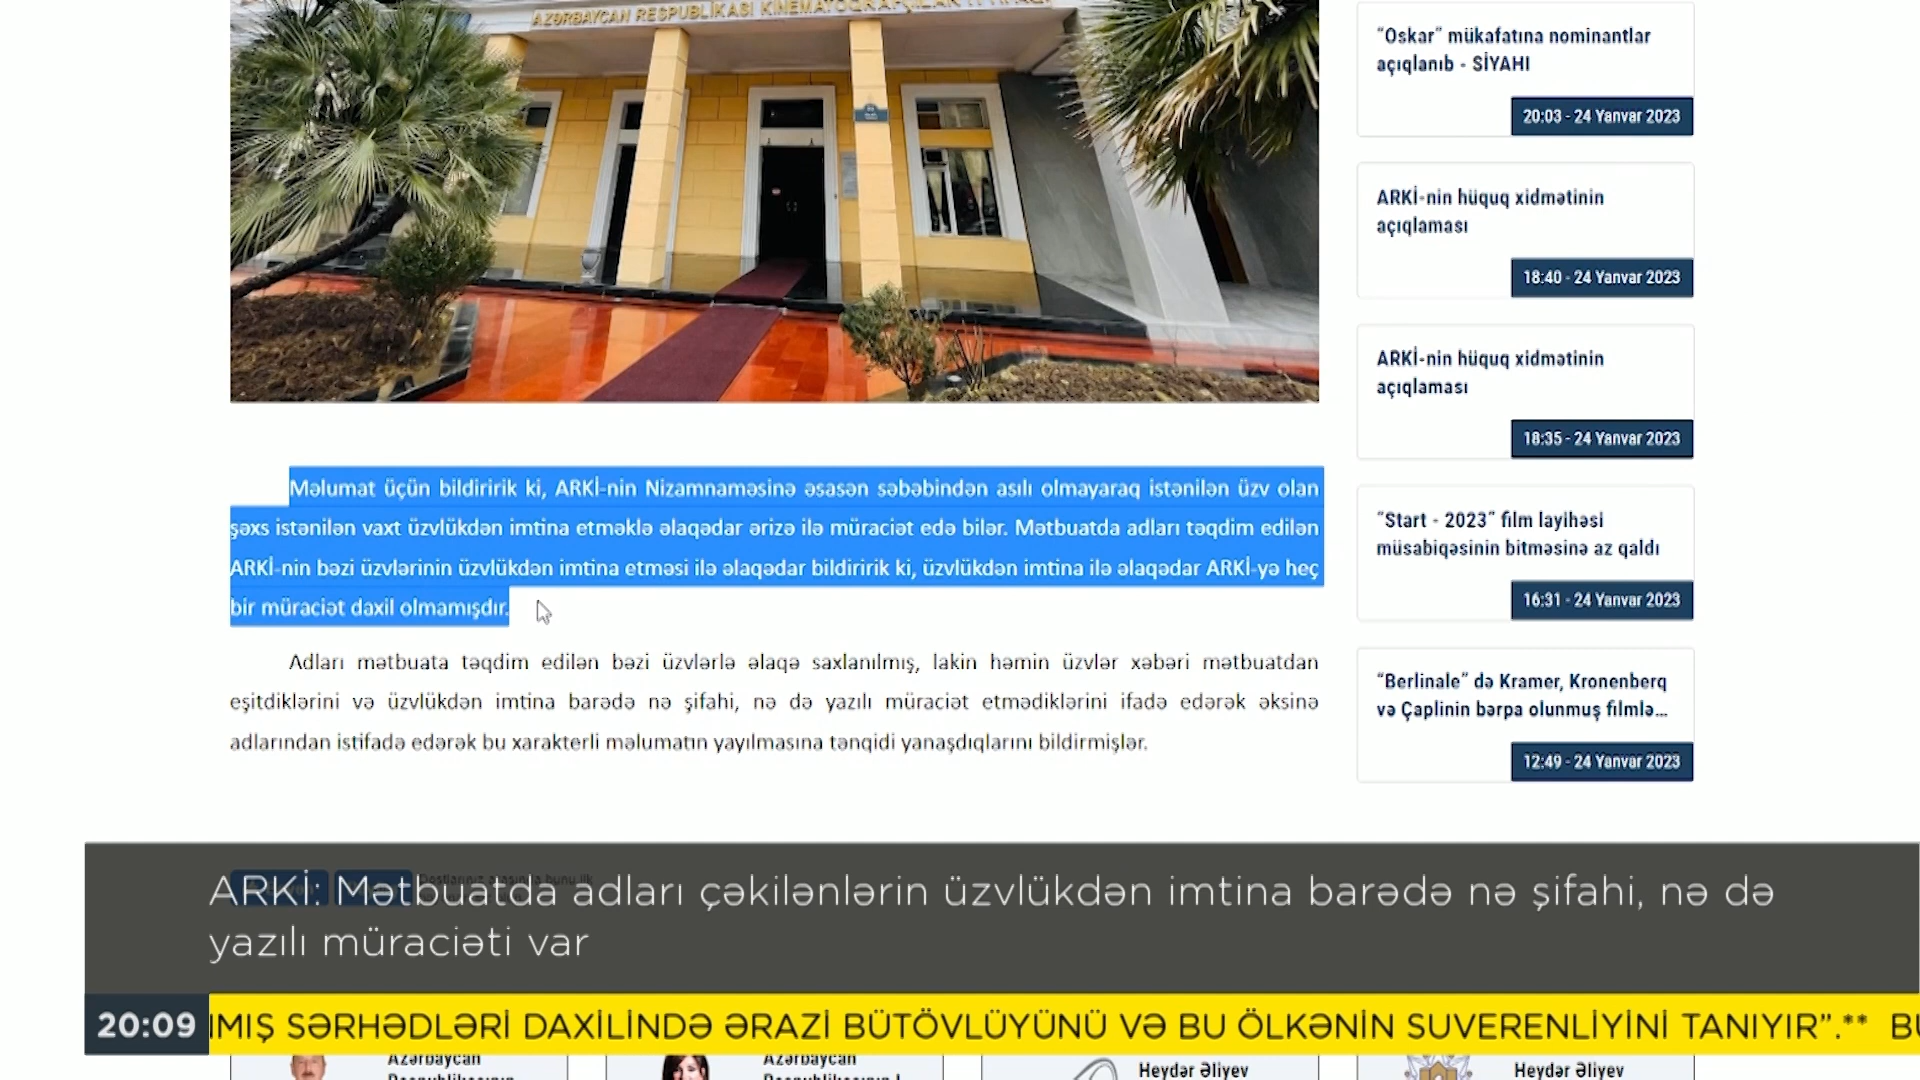 AZƏRBAYCAN RESPUBLİKASI KİNEMATOQRAFÇILAR İTTİFAQI
“Oskar” mükafatına nominantlar
açıqlanıb - SİYAHI
20:03 - 24 Yanvar 2023
ARKİ-nin hüquq xidmətinin
açıqlaması
18:40 - 24 Yanvar 2023
ARKİ-nin hüquq xidmətinin
açıqlaması
18:35 - 24 Yanvar 2023
“Start - 2023” film layihəsi
müsabiqəsinin bitməsinə az qaldı
16:31 - 24 Yanvar 2023
“Berlinale” də Kramer, Kronenberq
və Çaplinin bərpa olunmuş filmlə...
12:49 - 24 Yanvar 2023
Məlumat üçün bildiririk ki, ARKİ-nin Nizamnaməsinə əsasən səbəbindən asılı olmayaraq istənilən üzv olan
şəxs istənilən vaxt üzvlükdən imtina etməklə əlaqədar ərizə ilə müraciət edə bilər. Mətbuatda adları təqdim edilən
ARKİ-nin bəzi üzvlərinin üzvlükdən imtina etməsi ilə əlaqədar bildiririk ki, üzvlükdən imtina ilə əlaqədar ARKİ-yə heç
bir müraciət daxil olmamışdır.
Adları mətbuata təqdim edilən bəzi üzvlərlə əlaqə saxlanılmış, lakin həmin üzvlər xəbəri mətbuatdan
eşitdiklərini və üzvlükdən imtina barədə nə şifahi, nə də yazılı müraciət etmədiklərini ifadə edərək əksinə
adlarından istifadə edərək bu xarakterli məlumatın yayılmasına tənqidi yanaşdıqlarını bildirmişlər.
ARKİ: Mətbuatda adları çəkilənlərin üzvlükdən imtina barədə nə şifahi, nə də
yazılı müraciəti var
20:09 NMIŞ SƏRHƏDLƏRİ DAXİLİNDƏ ƏRAZİ BÜTÖVLÜYÜNÜ VƏ BU ÖLKƏNİN SUVERENLİYİNİ TANIYIR”.** BU
Azərbaycan
Respublikasının
Azərbaycan
Heydər Əliyev
Heydər Əliyev